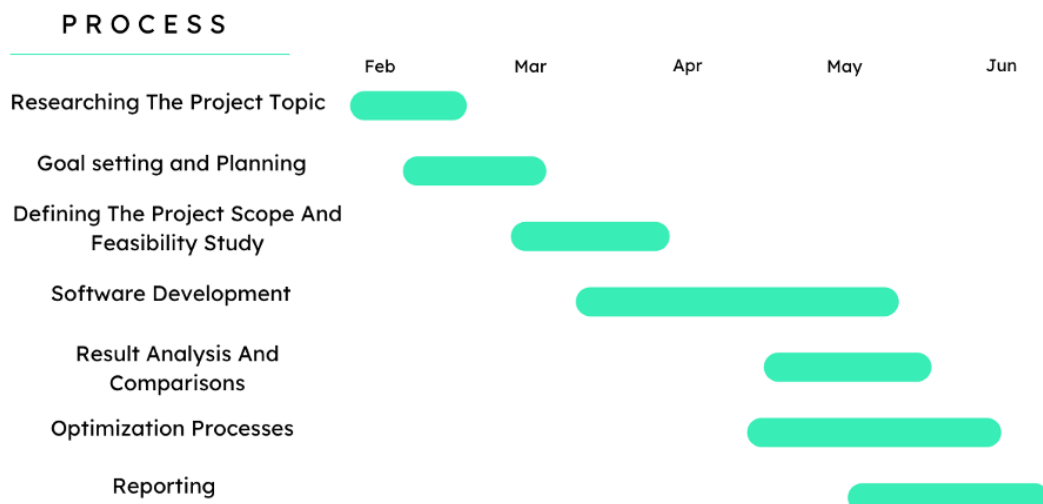 PROCESS
Feb Mar Apr May Jun
Researching The Project Topic
Goal setting and Planning
Defining The Project Scope And
Feasibility Study
Software Development
Result Analysis And
Comparisons
Optimization Processes
Reporting